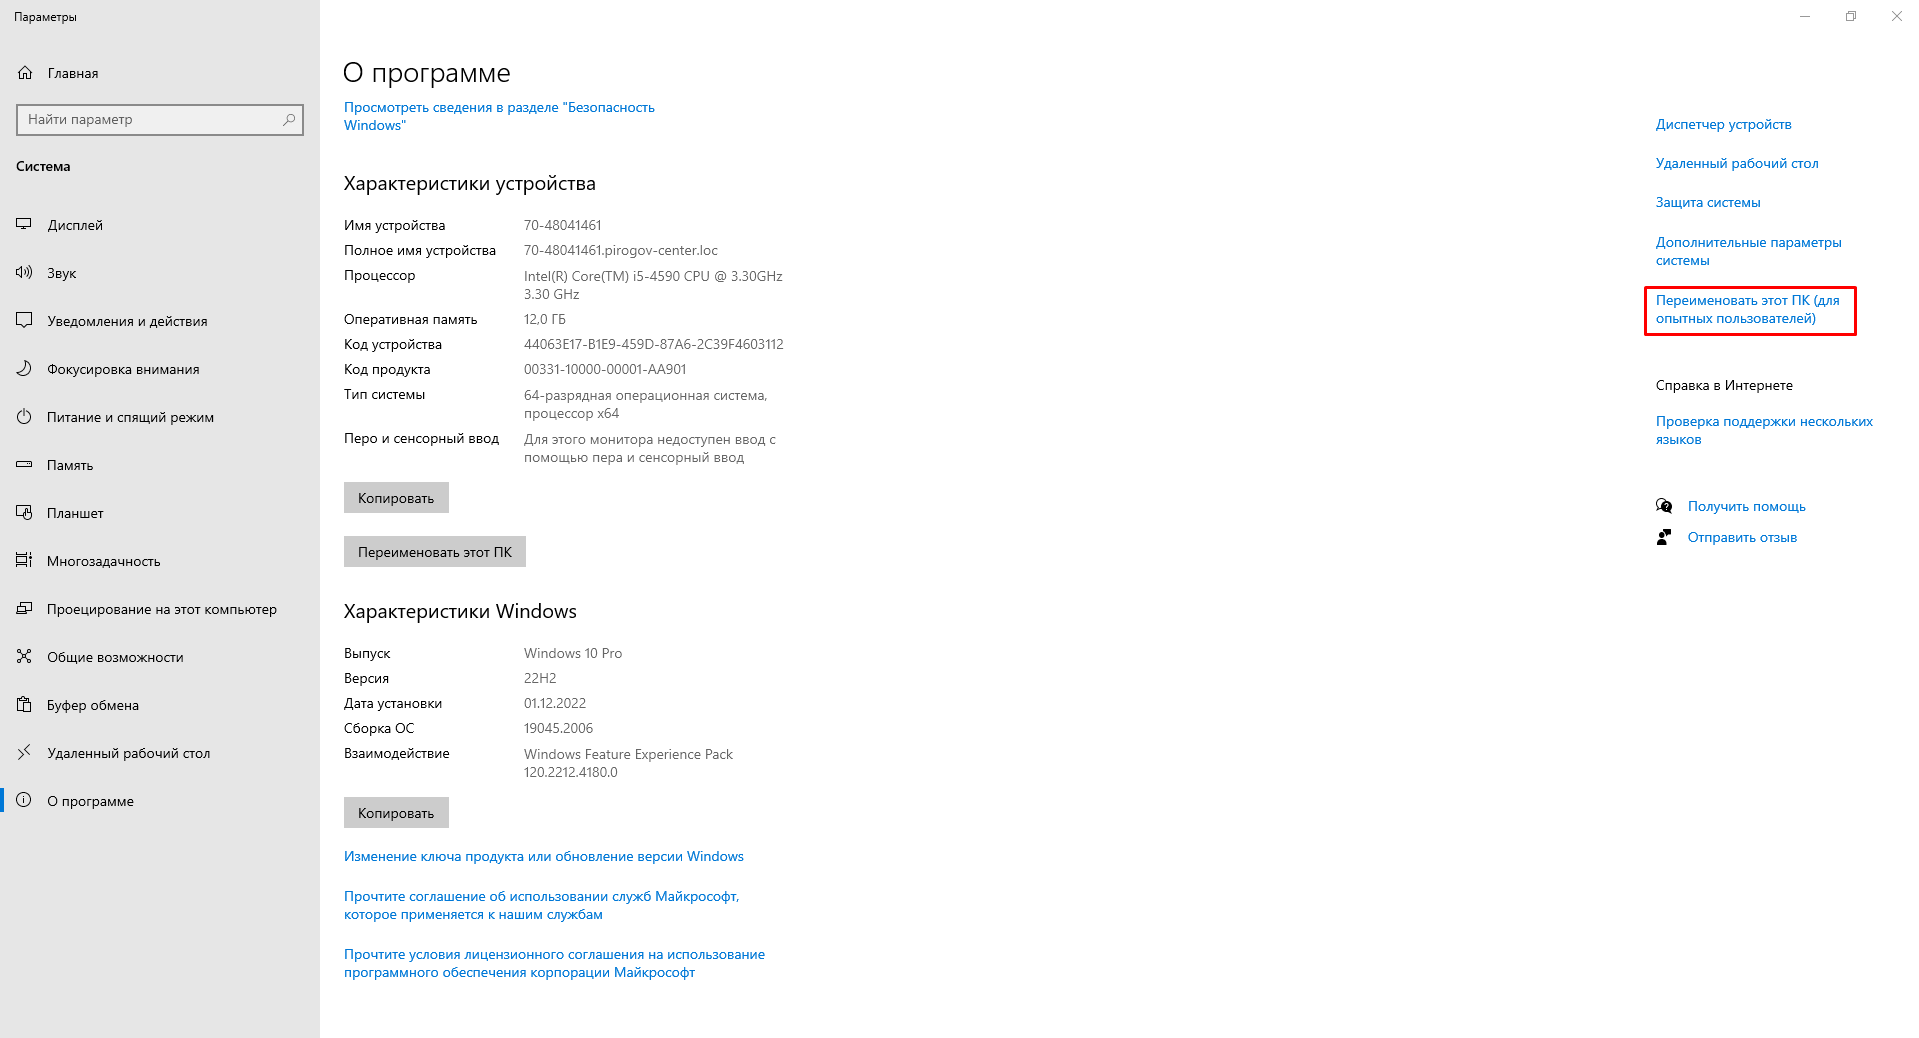 Параметры
Главная
Найти параметр
Система
Дисплей
Звук
Уведомления и действия
Фокусировка внимания
Питание и спящий режим
Память
Планшет
Многозадачность
Проецирование на этот компьютер
Общие возможности
Буфер обмена
Удаленный рабочий стол
О программе
О программе
Просмотреть сведения в разделе "Безопасность
Windows"
Характеристики устройства
Имя устройства 70-48041461
Полное имя устройства 70-48041461.pirogov-center.loc
Процессор Intel(R) Core(TM) i5-4590 CPU @ 3.30GHz
3.30 GHz
Оперативная память 12,0 ГБ
Код устройства 44063E17-B1E9-459D-87A6-2C39F4603112
Код продукта 00331-10000-00001-AA901
Тип системы 64-разрядная операционная система,
процессор x64
Перо и сенсорный ввод Для этого монитора недоступен ввод с
помощью пера и сенсорный ввод
Копировать
Переименовать этот ПК
Характеристики Windows
Выпуск Windows 10 Pro
Версия 22H2
Дата установки 01.12.2022
Сборка ОС 19045.2006
Взаимодействие Windows Feature Experience Pack
120.2212.4180.0
Копировать
Изменение ключа продукта или обновление версии Windows
Прочтите соглашение об использовании служб Майкрософт,
которое применяется к нашим службам
Прочтите условия лицензионного соглашения на использование
программного обеспечения корпорации Майкрософт
Диспетчер устройств
Удаленный рабочий стол
Защита системы
Дополнительные параметры
системы
Переименовать этот ПК (для
опытных пользователей)
Справка в Интернете
Проверка поддержки нескольких
языков
Получить помощь
Отправить отзыв